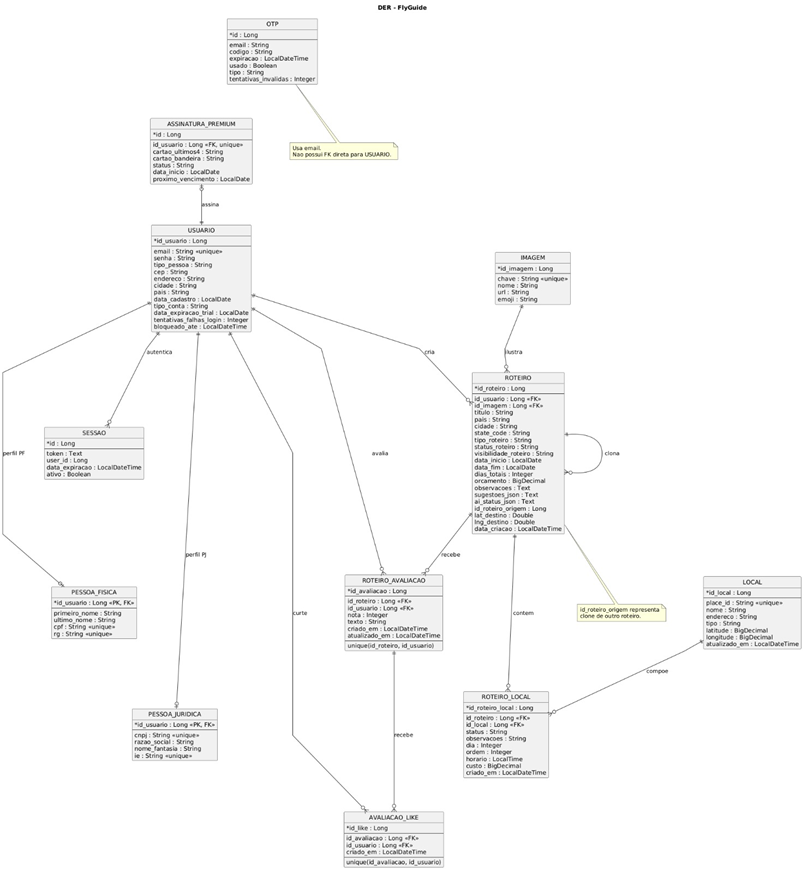 DER - FlyGuide
OTP
*id : Long
email : String
codigo : String
expiracao : LocalDateTime
usado : Boolean
tipo : String
tentativas_invalidas : Integer
Usa email.
Nao possui FK direta para USUARIO.
ASSINATURA_PREMIUM
*id : Long
id_usuario : Long «FK, unique»
cartao_ultimos4 : String
cartao_bandeira : String
status : String
data_inicio : LocalDate
proximo_vencimento : LocalDate
assina
USUARIO
*id_usuario : Long
email : String «unique»
senha : String
tipo_pessoa : String
cep : String
endereco : String
cidade : String
pais : String
data_cadastro : LocalDate
tipo_conta : String
data_expiracao_trial : LocalDate
tentativas_falhas_login : Integer
bloqueado_ate : LocalDateTime
IMAGEM
*id_imagem : Long
chave : String «unique»
nome : String
url : String
emoji : String
autentica
cria
ilustra
ROTEIRO
*id_roteiro : Long
id_usuario : Long «FK»
id_imagem : Long «FK»
titulo : String
pais : String
cidade : String
state_code : String
tipo_roteiro : String
status_roteiro : String
visibilidade_roteiro : String
data_inicio : LocalDate
data_fim : LocalDate
dias_totais : Integer
orcamento : BigDecimal
observacoes : Text
sugestoes_json : Text
ai_status_json : Text
id_roteiro_origem : Long
lat_destino : Double
lng_destino : Double
data_criacao : LocalDateTime
clona
SESSAO
*id : Long
token : Text
user_id : Long
data_expiracao : LocalDateTime
ativo : Boolean
perfil PF
avalia
perfil PJ
recebe
PESSOA_FISICA
*id_usuario : Long «PK, FK»
primeiro_nome : String
ultimo_nome : String
cpf : String «unique»
rg : String «unique»
curte
ROTEIRO_AVALIACAO
*id_avaliacao : Long
id_roteiro : Long «FK»
id_usuario : Long «FK»
nota : Integer
texto : String
criado_em : LocalDateTime
atualizado_em : LocalDateTime
unique(id_roteiro, id_usuario)
contem
id_roteiro_origem representa
clone de outro roteiro.
LOCAL
*id_local : Long
place_id : String «unique»
nome : String
endereco : String
tipo : String
latitude : BigDecimal
longitude : BigDecimal
atualizado_em : LocalDateTime
compoe
PESSOA_JURIDICA
*id_usuario : Long «PK, FK»
cnpj : String «unique»
razao_social : String
nome_fantasia : String
ie : String «unique»
recebe
ROTEIRO_LOCAL
*id_roteiro_local : Long
id_roteiro : Long «FK»
id_local : Long «FK»
status : String
observacoes : String
dia : Integer
ordem : Integer
horario : LocalTime
custo : BigDecimal
criado_em : LocalDateTime
AVALIACAO_LIKE
*id_like : Long
id_avaliacao : Long «FK»
id_usuario : Long «FK»
criado_em : LocalDateTime
unique(id_avaliacao, id_usuario)